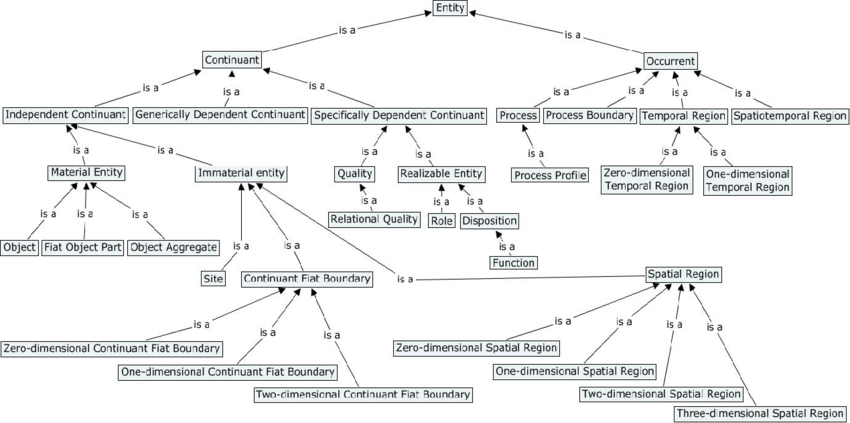 Entity
is a
is a
Continuant
Occurrent
is a
is a
is a
is a
is a
is a
is a
Independent Continuant
Generically Dependent Continuant
Specifically Dependent Continuant
Process
Process Boundary
Temporal Region
Spatiotemporal Region
is a
is a
is a
is a
is a
is a
is a
Material Entity
Immaterial entity
Quality
Realizable Entity
Process Profile
Zero-dimensional
Temporal Region
One-dimensional
Temporal Region
is a
is a
is a
is a
is a
is a
Relational Quality
Role
Disposition
Object
Fiat Object Part
Object Aggregate
is a
is a
is a
Function
Site
Continuant Fiat Boundary
is a
Spatial Region
is a
is a
is a
is a
is a
is a
is a
Zero-dimensional Continuant Fiat Boundary
Zero-dimensional Spatial Region
One-dimensional Continuant Fiat Boundary
One-dimensional Spatial Region
Two-dimensional Continuant Fiat Boundary
Two-dimensional Spatial Region
Three-dimensional Spatial Region